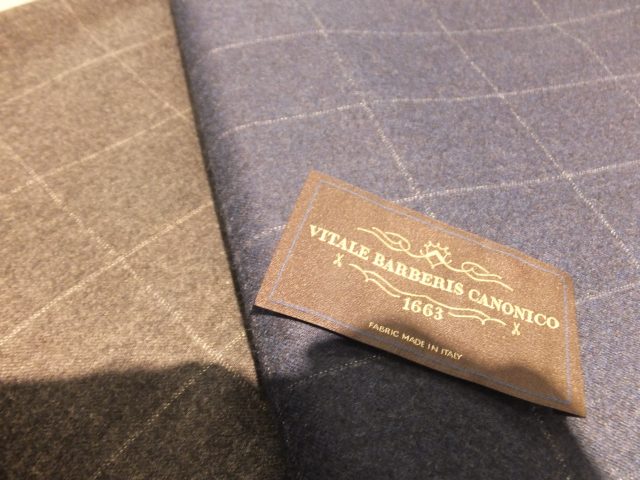 VITALE BARBERIS CANONICO
1663
FABRIC MADE IN ITALY